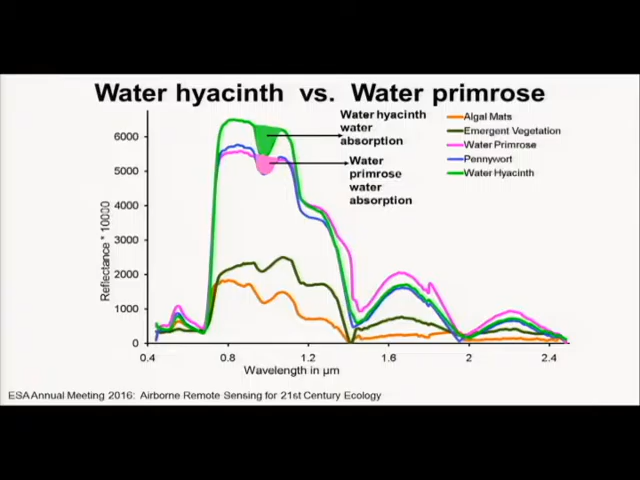 Water hyacinth vs. Water primrose
Water hyacinth
water
absorption
Water
primrose
water
absorption
Algal Mats
Emergent Vegetation
Water Primrose
Pennywort
Water Hyacinth
Reflectance * 10000
6000
5000
4000
3000
2000
1000
0
0.4 0.8 1.2 1.6 2 2.4
Wavelength in µm
ESA Annual Meeting 2016: Airborne Remote Sensing for 21st Century Ecology